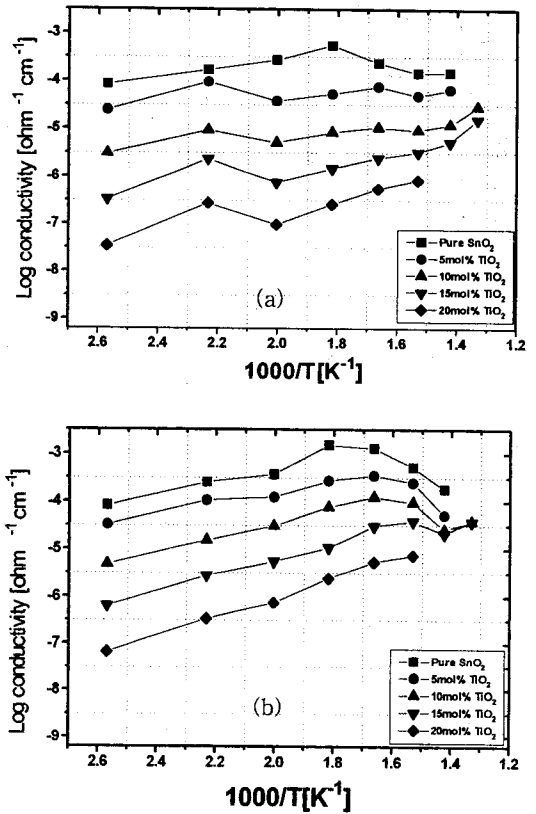 -3
-4
-5
-6
-7
-8
-9
Log conductivity [ohm⁻¹ cm⁻¹]
(a)
Pure SnO₂
5mol% TiO₂
10mol% TiO₂
15mol% TiO₂
20mol% TiO₂
2.6 2.4 2.2 2.0 1.8 1.6 1.4 1.2
1000/T[K⁻¹]
-3
-4
-5
-6
-7
-8
-9
Log conductivity [ohm⁻¹ cm⁻¹]
(b)
Pure SnO₂
5mol% TiO₂
10mol% TiO₂
15mol% TiO₂
20mol% TiO₂
2.6 2.4 2.2 2.0 1.8 1.6 1.4 1.2
1000/T[K⁻¹]